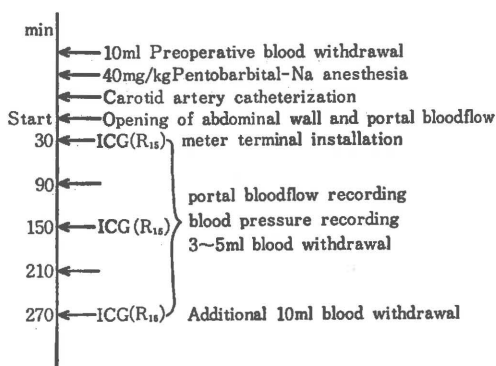 min
10ml Preoperative blood withdrawal
40mg/kgPentobarbital-Na anesthesia
Carotid artery catheterization
Start Opening of abdominal wall and portal bloodflow
30 ICG(R₁₅) meter terminal installation
90
portal bloodflow recording
150 ICG(R₁₅) blood pressure recording
3~5ml blood withdrawal
210
270 ICG(R₁₅) Additional 10ml blood withdrawal